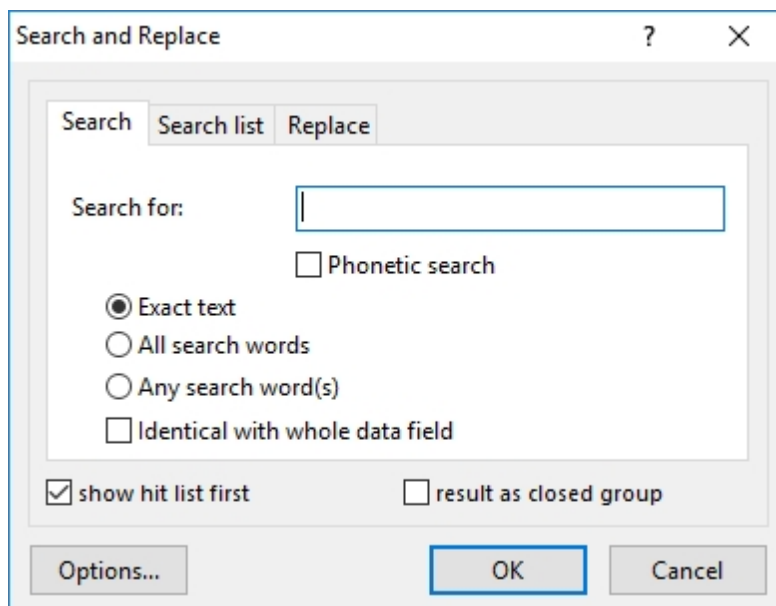 Search and Replace ?
Search Search list Replace
Search for:
Phonetic search
Exact text
All search words
Any search word(s)
Identical with whole data field
show hit list first result as closed group
Options... OK Cancel